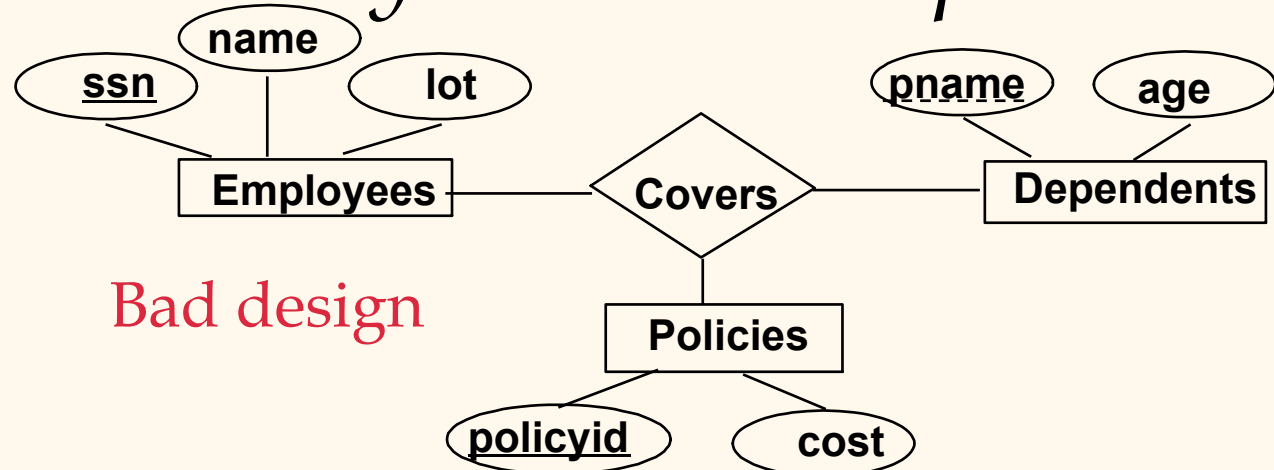 name
ssn
lot
pname
age
Employees
Covers
Dependents
Bad design
Policies
policyid
cost